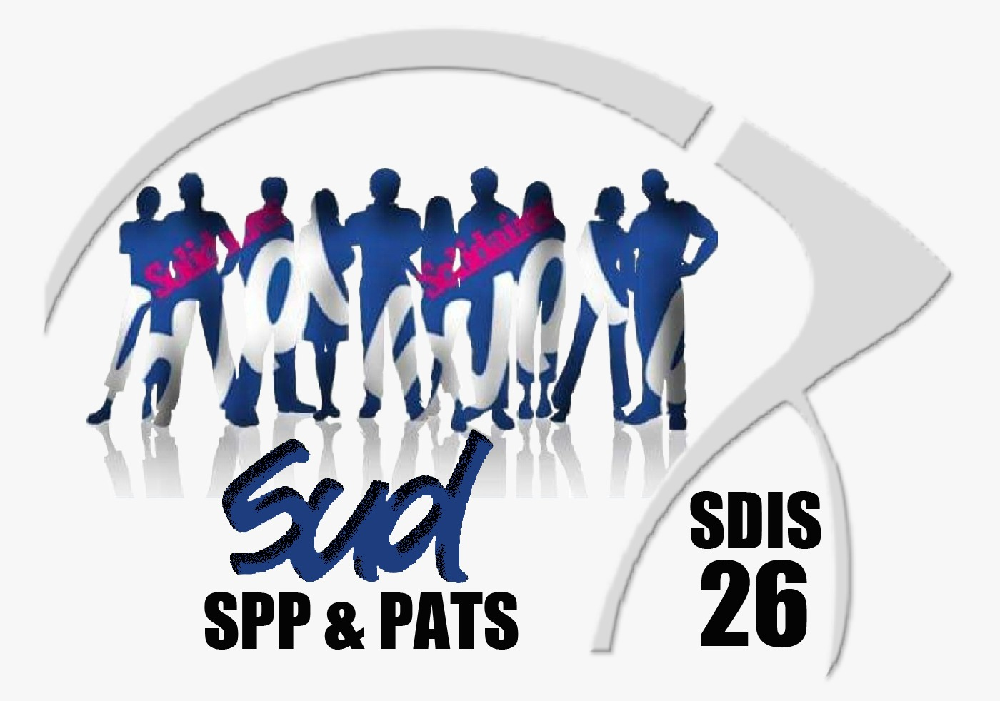 Solidaires
Solidaires
Sud
SPP & PATS
SDIS
26